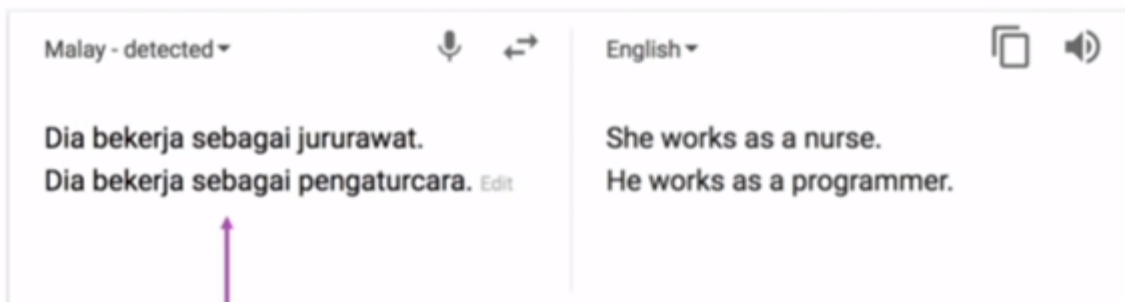 Malay - detected
English
Dia bekerja sebagai jururawat.
Dia bekerja sebagai pengaturcara. Edit
She works as a nurse.
He works as a programmer.